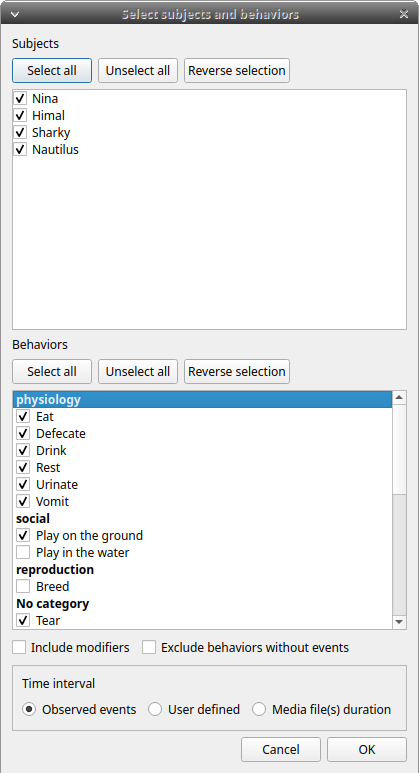 Select subjects and behaviors
Subjects
Select all Unselect all Reverse selection
Nina
Himal
Sharky
Nautilus
Behaviors
Select all Unselect all Reverse selection
physiology
Eat
Defecate
Drink
Rest
Urinate
Vomit
social
Play on the ground
Play in the water
reproduction
Breed
No category
Tear
Include modifiers Exclude behaviors without events
Time interval
Observed events User defined Media file(s) duration
Cancel OK